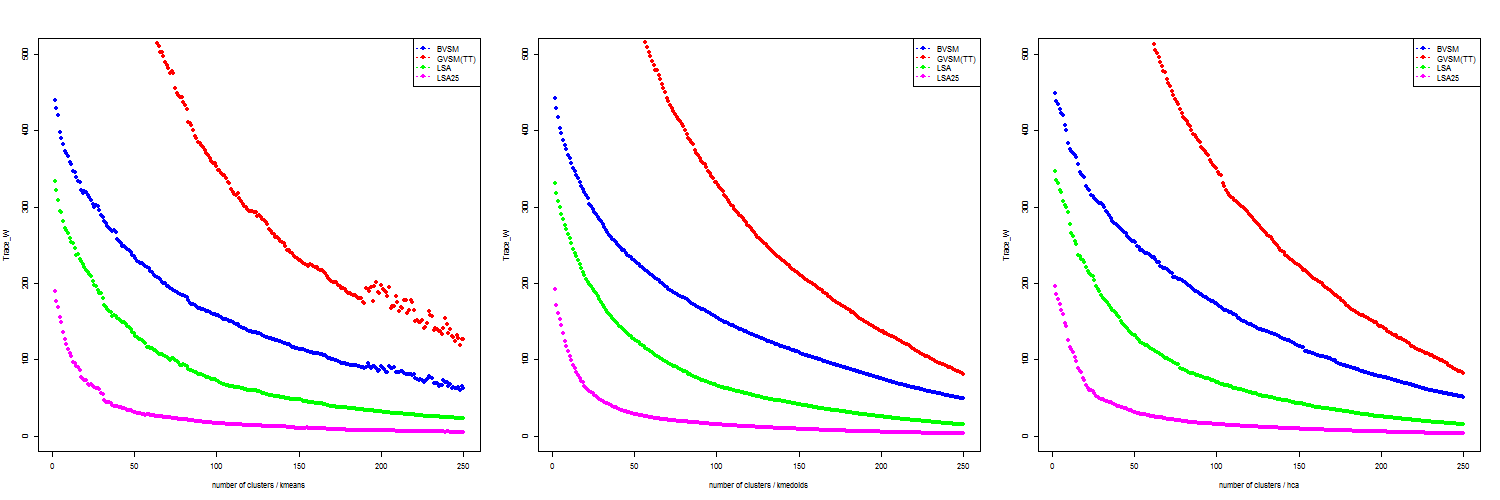 BVSM
GVSM(TT)
LSA
LSA25
Trace_W
0
100
200
300
400
500
0
50
100
150
200
250
number of clusters / kmeans
BVSM
GVSM(TT)
LSA
LSA25
Trace_W
0
100
200
300
400
500
0
50
100
150
200
250
number of clusters / kmedoids
BVSM
GVSM(TT)
LSA
LSA25
Trace_W
0
100
200
300
400
500
0
50
100
150
200
250
number of clusters / hca